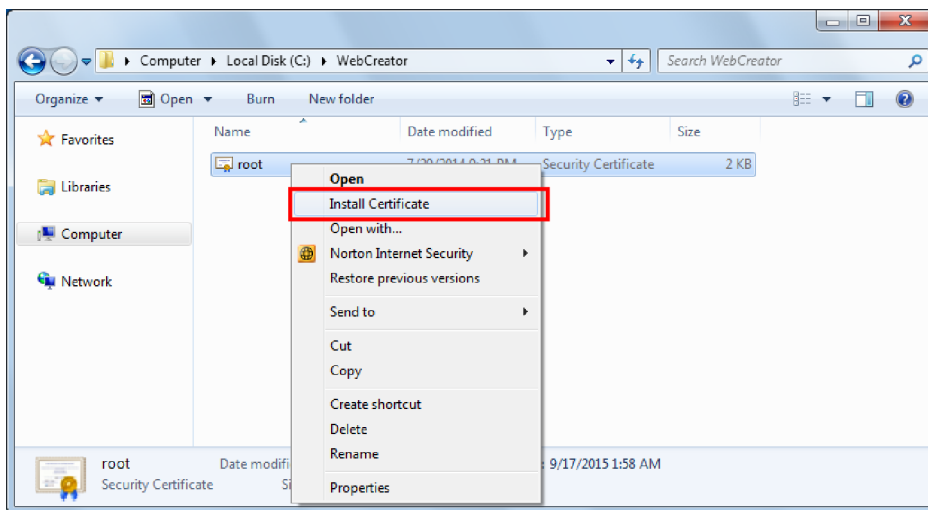 Computer Local Disk (C:) WebCreator Search WebCreator
Organize Open Burn New folder
Name Date modified Type Size
Favorites
root Security Certificate 2 KB
Libraries
Computer
Network
Open
Install Certificate
Open with...
Norton Internet Security
Restore previous versions
Send to
Cut
Copy
Create shortcut
Delete
Rename
Properties
root Date modifi : 9/17/2015 1:58 AM
Security Certificate Si